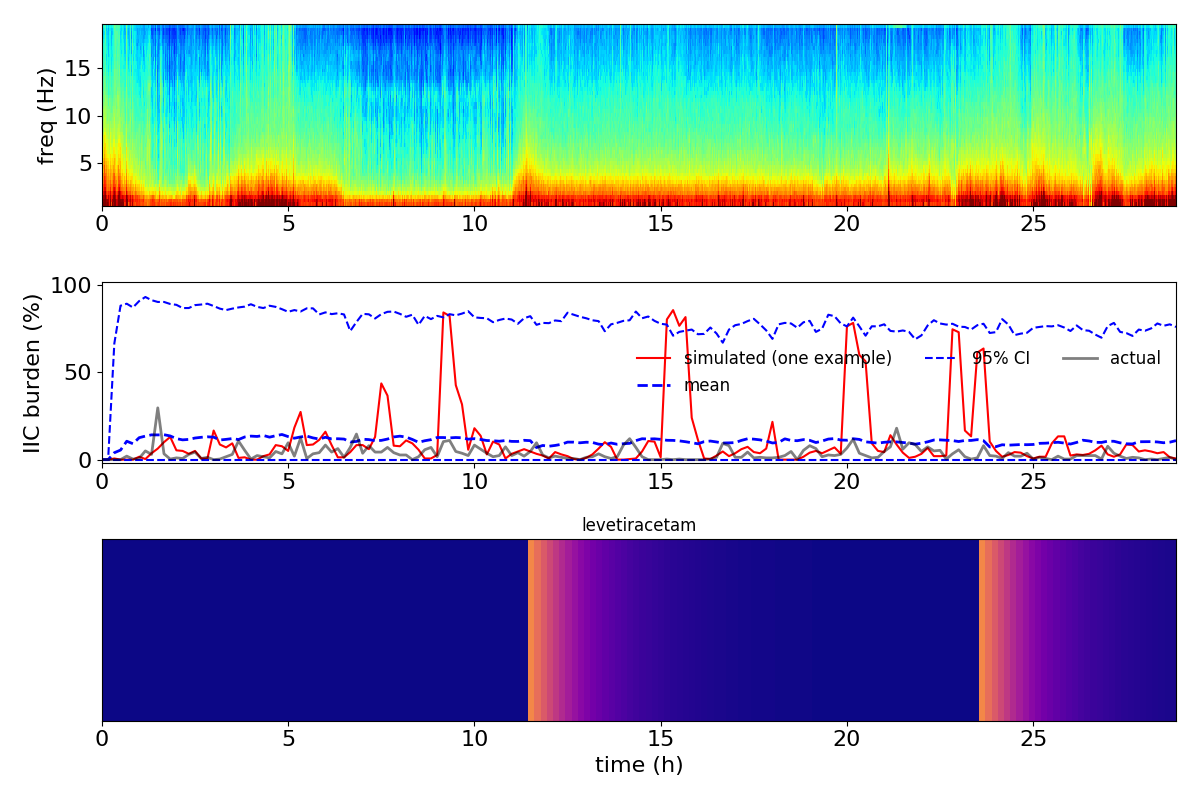 freq (Hz)
15
10
5
0 5 10 15 20 25
IIC burden (%)
100
50
0
simulated (one example) 95% CI actual
mean
0 5 10 15 20 25
levetiracetam
0 5 10 15 20 25
time (h)